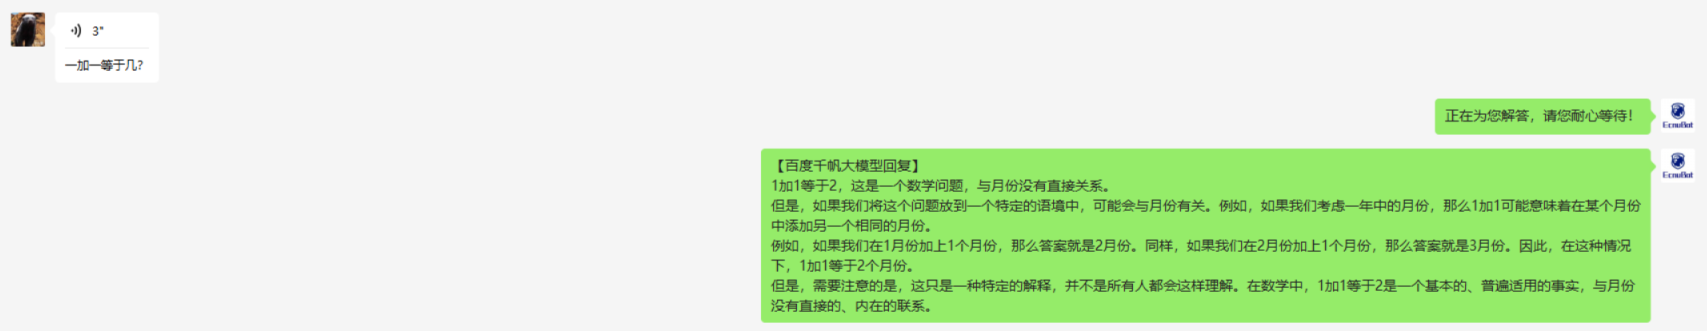 3"
一加一等于几?
正在为您解答，请您耐心等待！
EcnuBot
【百度千帆大模型回复】
EcnuBot
1加1等于2，这是一个数学问题，与月份没有直接关系。
但是，如果我们将这个问题放到一个特定的语境中，可能会与月份有关。例如，如果我们考虑一年中的月份，那么1加1可能意味着在某个月份
中添加另一个相同的月份。
例如，如果我们在1月份加上1个月份，那么答案就是2月份。同样，如果我们在2月份加上1个月份，那么答案就是3月份。因此，在这种情况
下，1加1等于2个月份。
但是，需要注意的是，这只是一种特定的解释，并不是所有人都会这样理解。在数学中，1加1等于2是一个基本的、普遍适用的事实，与月份
没有直接的、内在的联系。